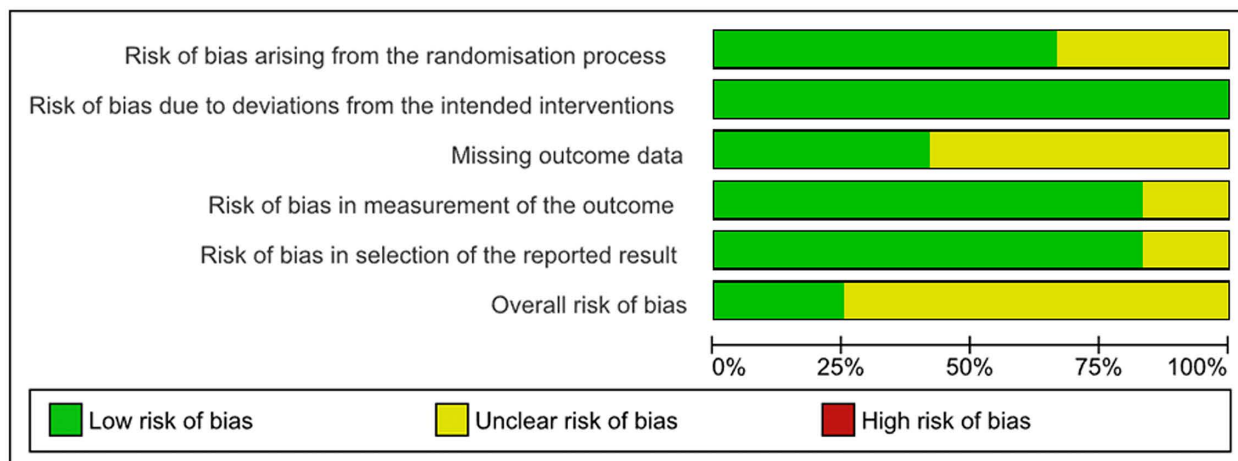 Risk of bias arising from the randomisation process
Risk of bias due to deviations from the intended interventions
Missing outcome data
Risk of bias in measurement of the outcome
Risk of bias in selection of the reported result
Overall risk of bias
0% 25% 50% 75% 100%
Low risk of bias Unclear risk of bias High risk of bias